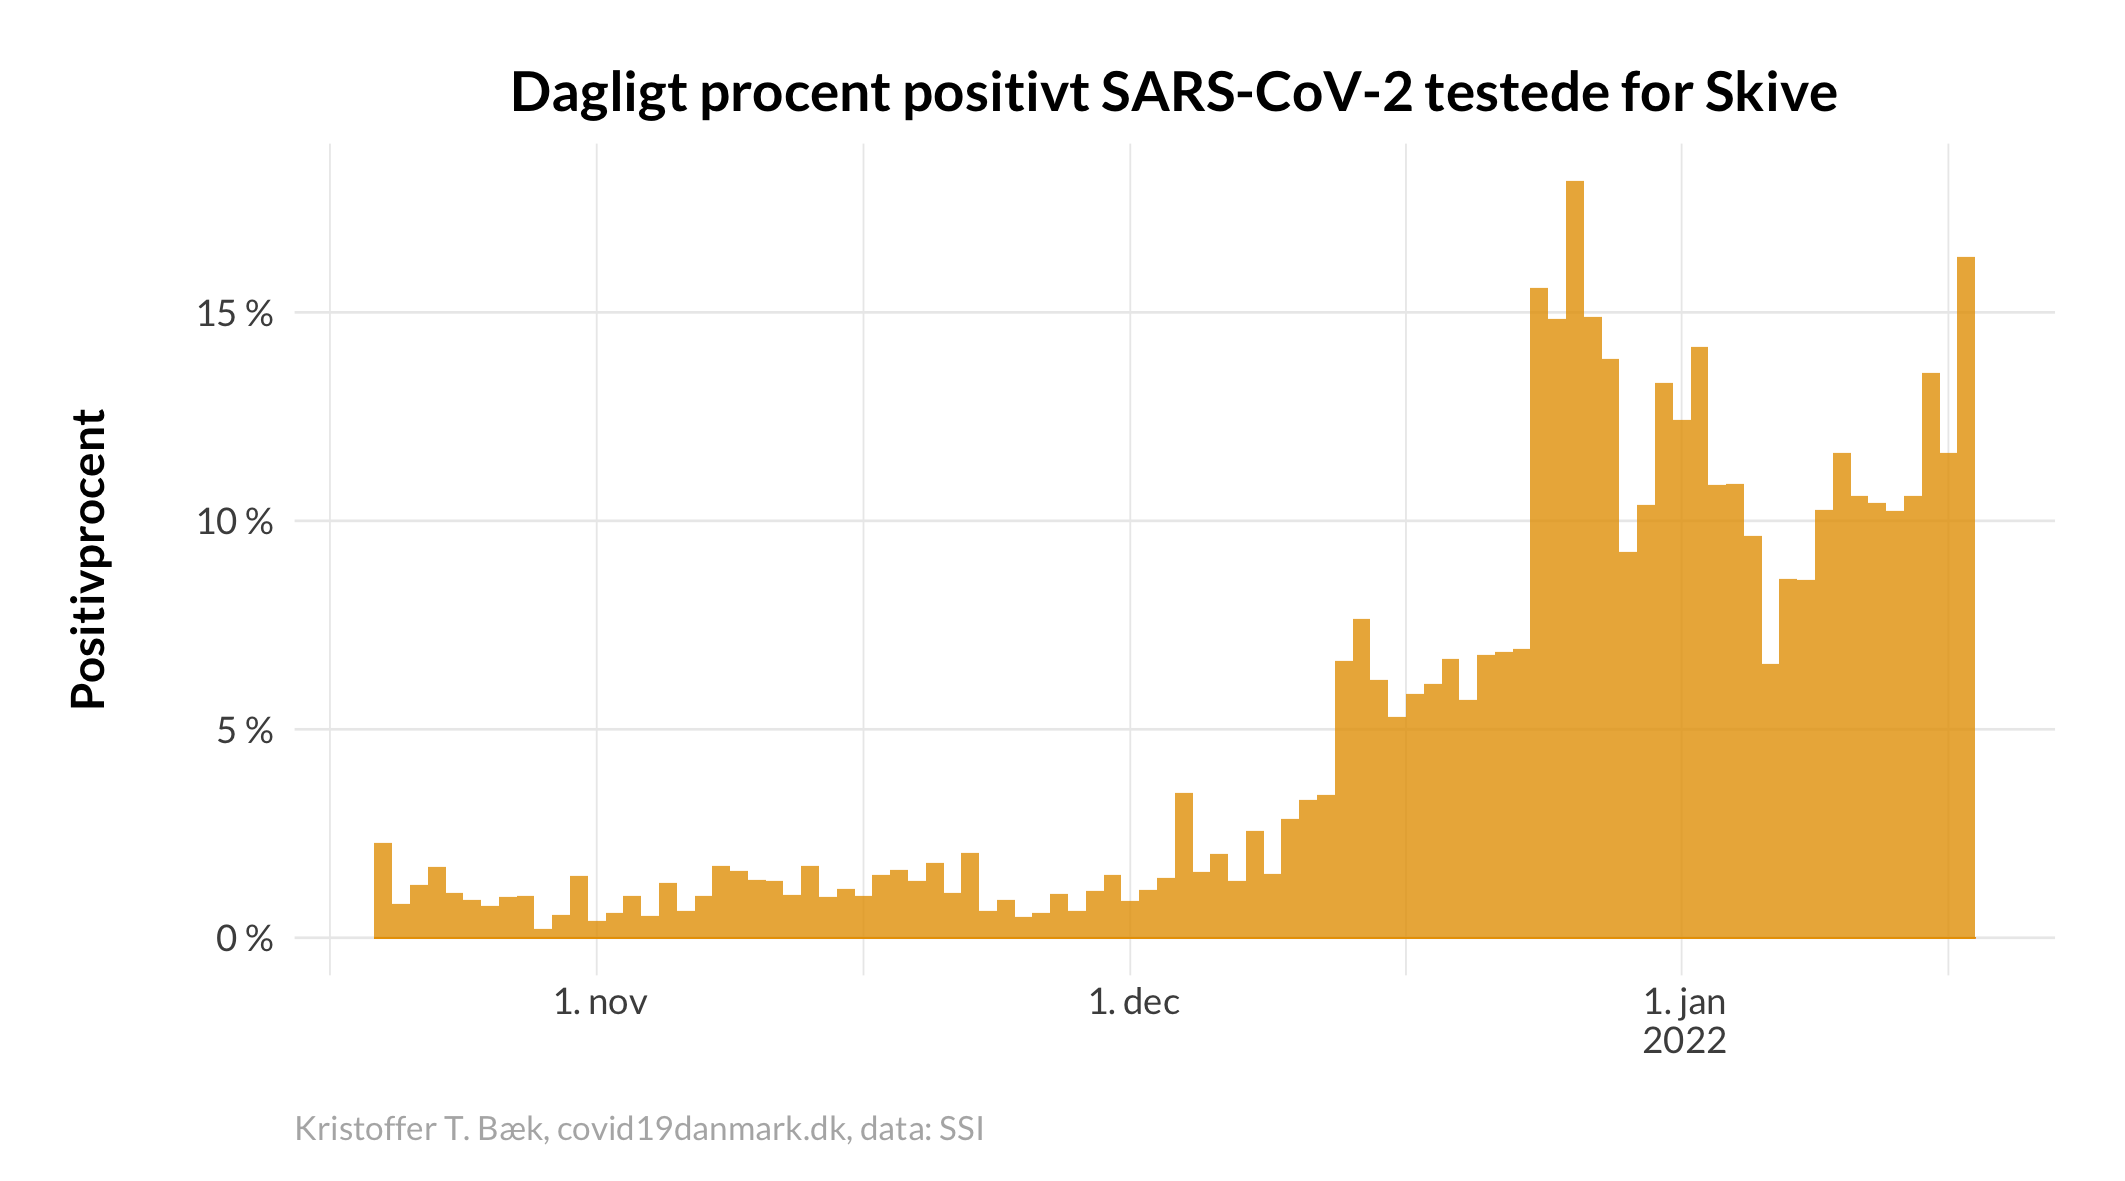 Dagligt procent positivt SARS-CoV-2 testede for Skive
Positivprocent
15 %
10 %
5 %
0 %
1. nov
1. dec
1. jan
2022
Kristoffer T. Bæk, covid19danmark.dk, data: SSI